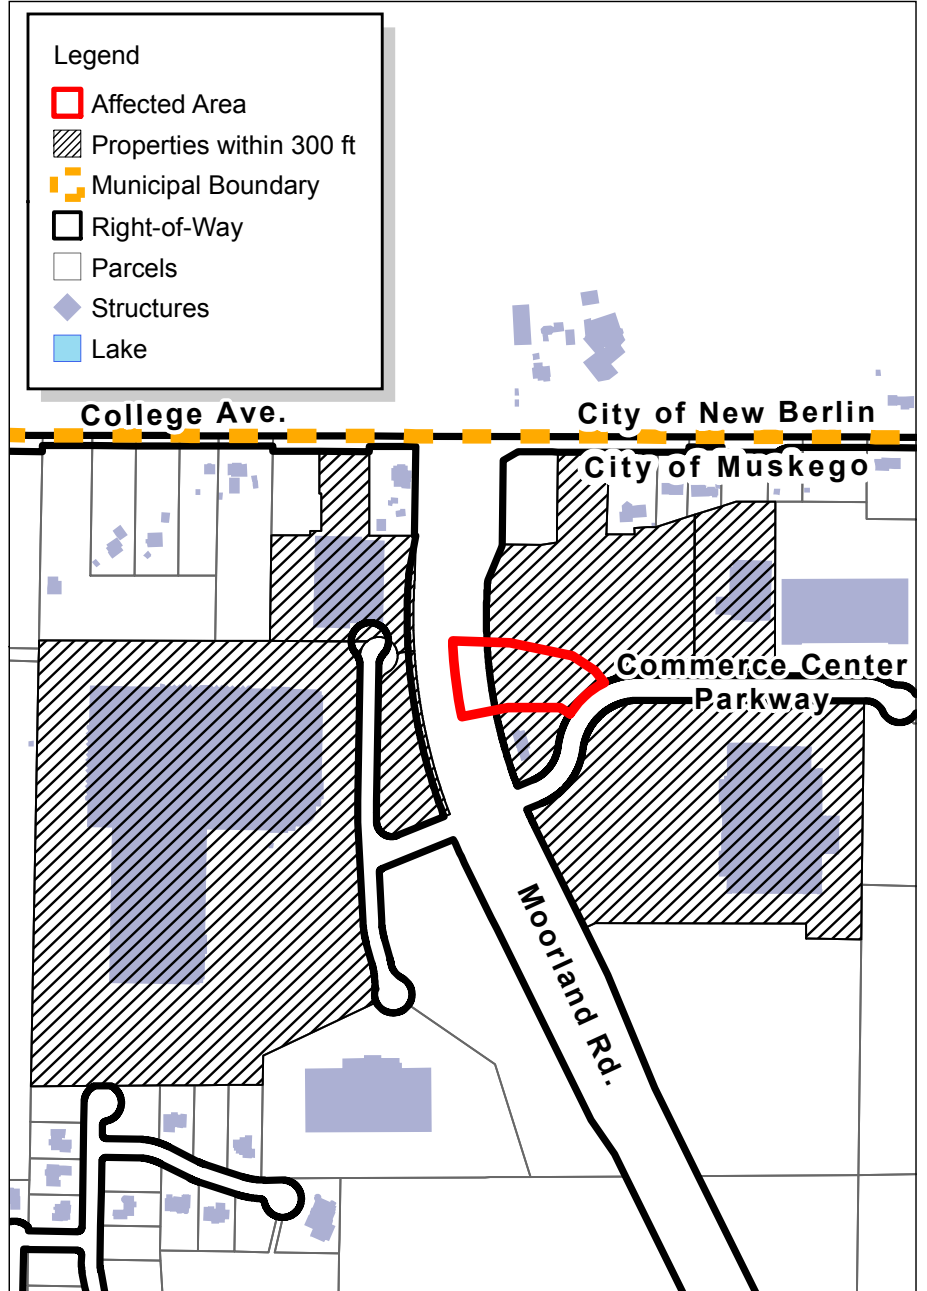 Legend
Affected Area
Properties within 300 ft
Municipal Boundary
Right-of-Way
Parcels
Structures
Lake
College Ave.
City of New Berlin
City of Muskego
Commerce Center
Parkway
Moorland Rd.